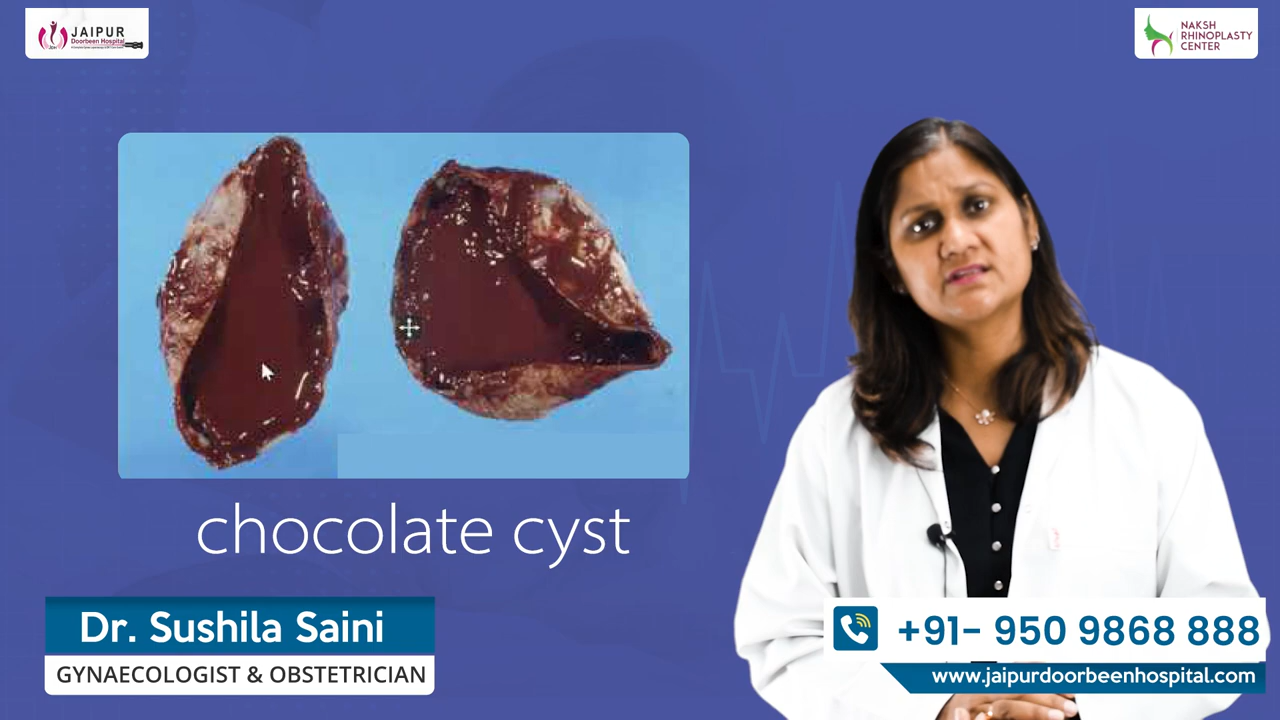 JAIPUR
Doorbeen Hospital
NAKSH
RHINOPLASTY
CENTER
chocolate cyst
Dr. Sushila Saini
GYNAECOLOGIST & OBSTETRICIAN
+91- 950 9868 888
www.jaipurdoorbeenhospital.com